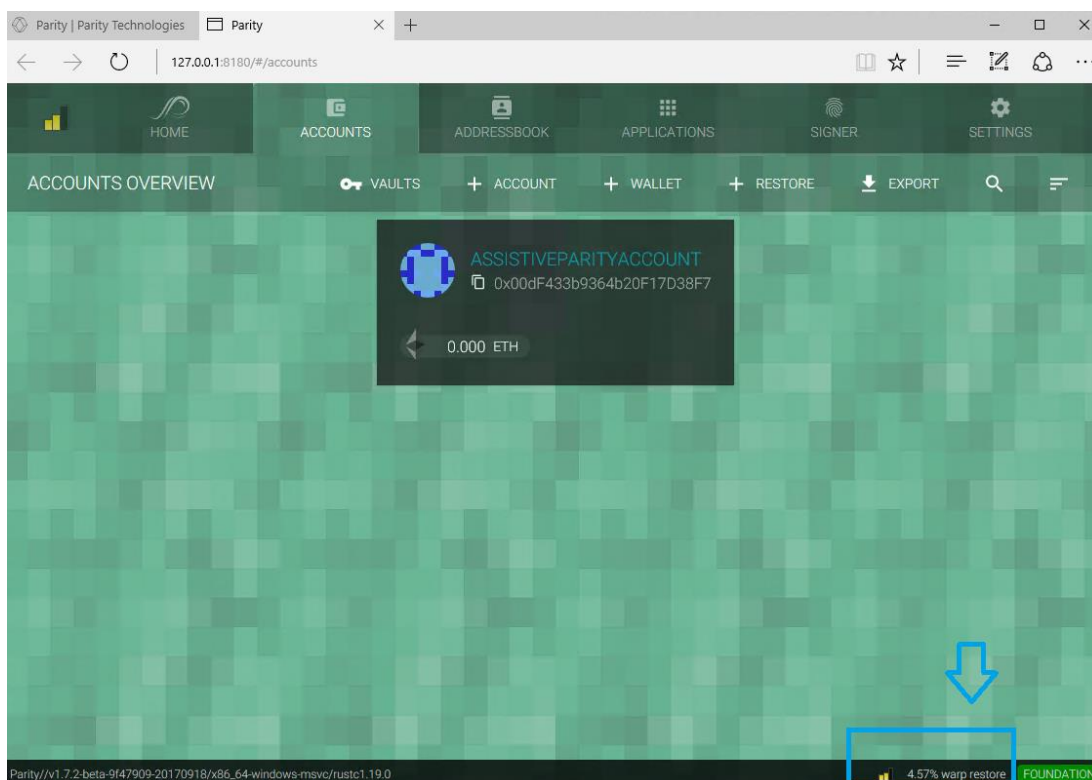 Parity | Parity Technologies Parity
127.0.0.1:8180/#/accounts
HOME ACCOUNTS ADDRESSBOOK APPLICATIONS SIGNER SETTINGS
ACCOUNTS OVERVIEW VAULTS + ACCOUNT + WALLET + RESTORE EXPORT
ASSISTIVEPARITYACCOUNT
0x00dF433b9364b20F17D38F7
0.000 ETH
Parity//v1.7.2-beta-9f47909-20170918/x86_64-windows-msvc/rustc1.19.0 4.57% warp restore FOUNDATION